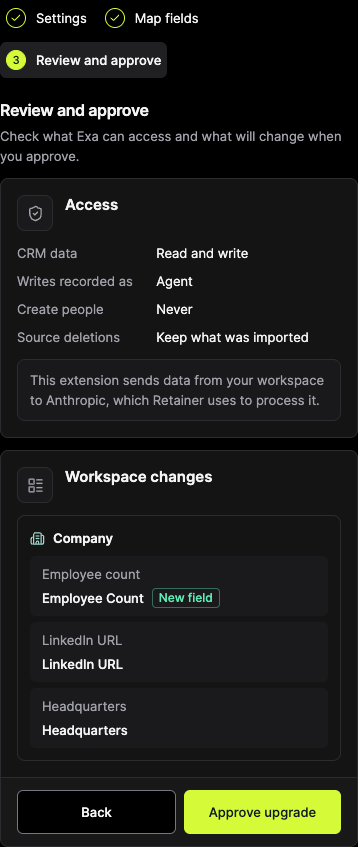 Settings
Map fields
3
Review and approve
Review and approve
Check what Exa can access and what will change when
you approve.
Access
CRM data
Read and write
Writes recorded as
Agent
Create people
Never
Source deletions
Keep what was imported
This extension sends data from your workspace
to Anthropic, which Retainer uses to process it.
Workspace changes
Company
Employee count
Employee Count New field
LinkedIn URL
LinkedIn URL
Headquarters
Headquarters
Back
Approve upgrade